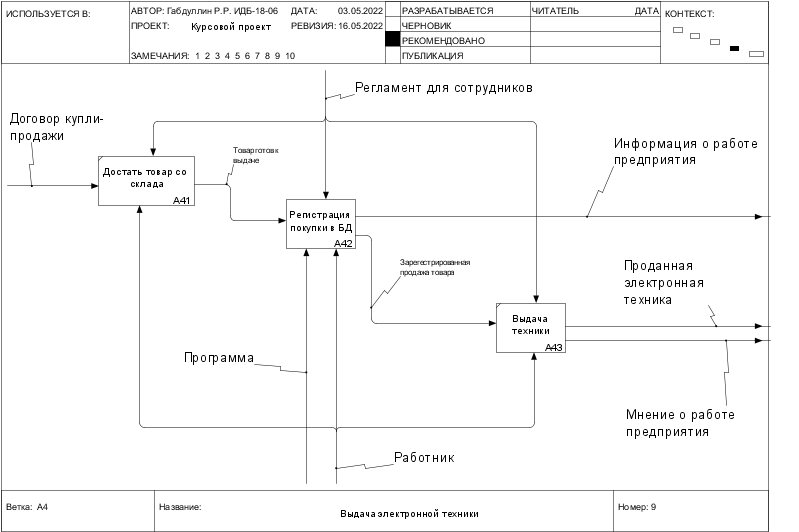 ИСПОЛЬЗУЕТСЯ В:
АВТОР: Габдуллин Р.Р. ИДБ-18-06
ДАТА: 03.05.2022
ПРОЕКТ: Курсовой проект
РЕВИЗИЯ: 16.05.2022
ЗАМЕЧАНИЯ: 1 2 3 4 5 6 7 8 9 10
РАЗРАБАТЫВАЕТСЯ
ЧЕРНОВИК
РЕКОМЕНДОВАНО
ПУБЛИКАЦИЯ
ЧИТАТЕЛЬ
ДАТА
КОНТЕКСТ:
Регламент для сотрудников
Договор купли-
продажи
Товар готов к
выдаче
Информация о работе
предприятия
Достать товар со
склада
A41
Регистрация
покупки в БД
A42
Зарегестрированная
продажа товара
Проданная
электронная
техника
Выдача
техники
A43
Программа
Мнение о работе
предприятия
Работник
Ветка: A4
Название:
Выдача электронной техники
Номер: 9